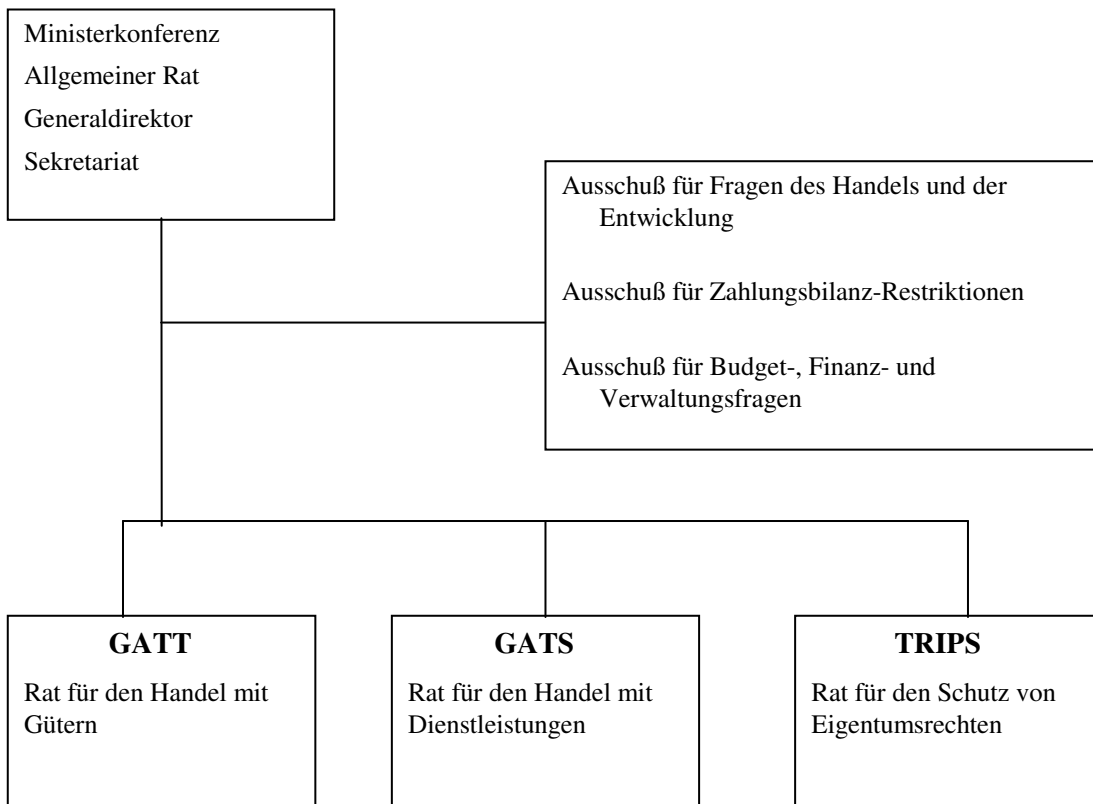 Ministerkonferenz
Allgemeiner Rat
Generaldirektor
Sekretariat
Ausschuß für Fragen des Handels und der
Entwicklung
Ausschuß für Zahlungsbilanz-Restriktionen
Ausschuß für Budget-, Finanz- und
Verwaltungsfragen
GATT
Rat für den Handel mit
Gütern
GATS
Rat für den Handel mit
Dienstleistungen
TRIPS
Rat für den Schutz von
Eigentumsrechten